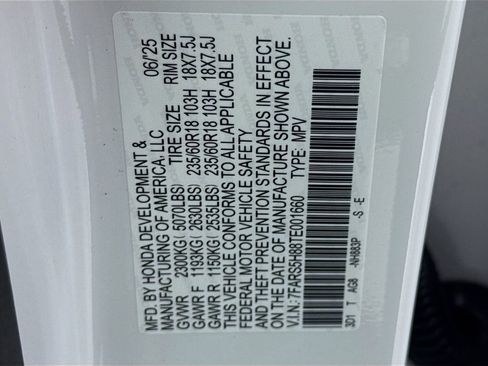 MFD. BY HONDA DEVELOPMENT & 06/'25
MANUFACTURING OF AMERICA, LLC
TIRE SIZE RIM SIZE
GVWR 2300KG( 5070LBS)
GAWR F 1193KG( 2630LBS) 235/60R18 103H 18X7.5J
GAWR R 1150KG( 2535LBS) 235/60R18 103H 18X7.5J
THIS VEHICLE CONFORMS TO ALL APPLICABLE
FEDERAL MOTOR VEHICLE SAFETY
AND THEFT PREVENTION STANDARDS IN EFFECT
ON THE DATE OF MANUFACTURE SHOWN ABOVE.
V.I.N: 7FARS5H88TE001660 TYPE: MPV
3D1 T AG8 -NH883P -S -E